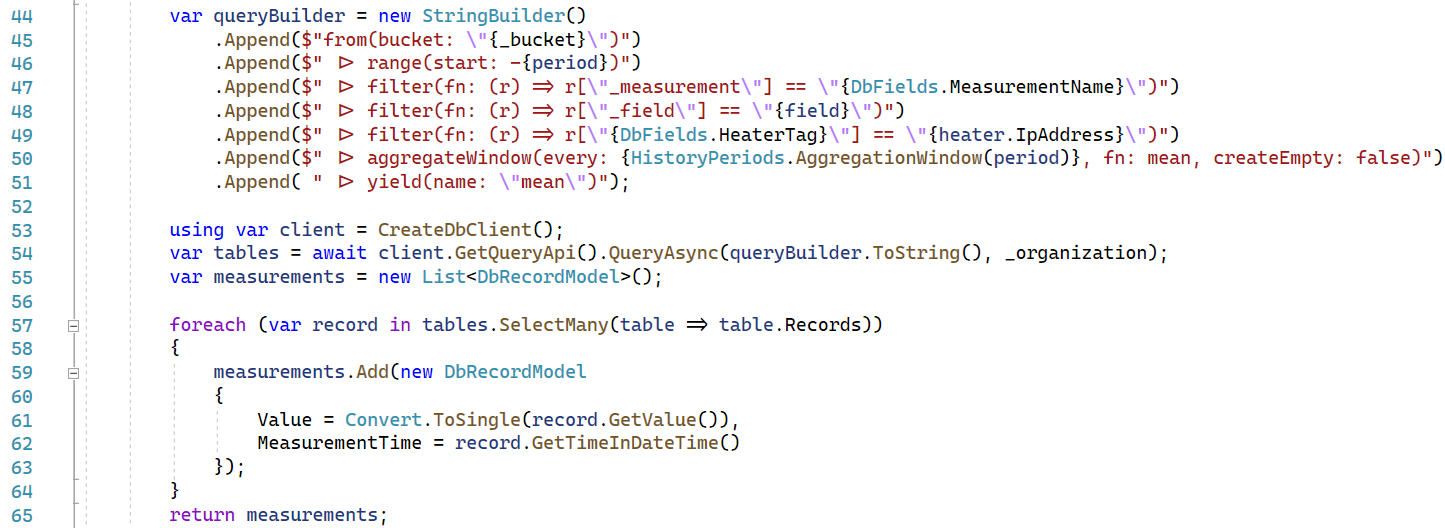 44 var queryBuilder = new StringBuilder()
45 .Append($"from(bucket: \"{_bucket}\")")
46 .Append($" |> range(start: -{period})")
47 .Append($" |> filter(fn: (r) => r[\"_measurement\"] == \"{DbFields.MeasurementName}\")")
48 .Append($" |> filter(fn: (r) => r[\"_field\"] == \"{field}\")")
49 .Append($" |> filter(fn: (r) => r[\"{DbFields.HeaterTag}\"] == \"{heater.IpAddress}\")")
50 .Append($" |> aggregateWindow(every: {HistoryPeriods.AggregationWindow(period)}, fn: mean, createEmpty: false)")
51 .Append( " |> yield(name: \"mean\")");
52
53 using var client = CreateDbClient();
54 var tables = await client.GetQueryApi().QueryAsync(queryBuilder.ToString(), _organization);
55 var measurements = new List<DbRecordModel>();
56
57 foreach (var record in tables.SelectMany(table => table.Records))
58 {
59 measurements.Add(new DbRecordModel
60 {
61 Value = Convert.ToSingle(record.GetValue()),
62 MeasurementTime = record.GetTimeInDateTime()
63 });
64 }
65 return measurements;